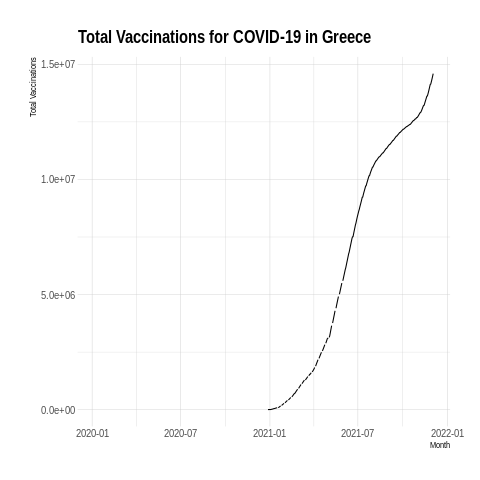 Total Vaccinations for COVID-19 in Greece
Total Vaccinations
1.5e+07
1.0e+07
5.0e+06
0.0e+00
2020-01 2020-07 2021-01 2021-07 2022-01
Month